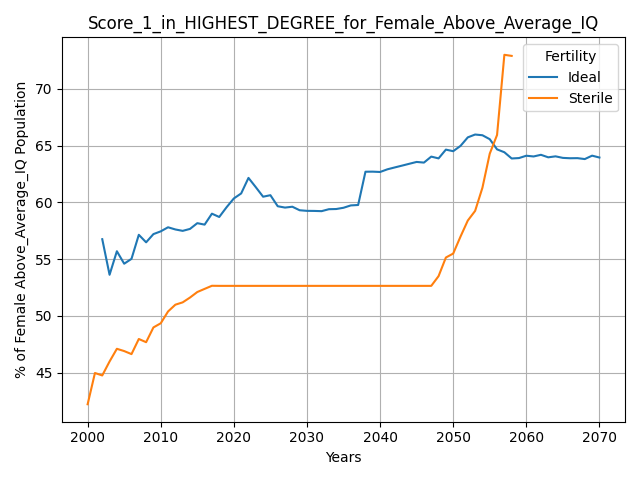 Score_1_in_HIGHEST_DEGREE_for_Female_Above_Average_IQ
Fertility
Ideal
Sterile
% of Female Above_Average_IQ Population
70
65
60
55
50
45
2000 2010 2020 2030 2040 2050 2060 2070
Years